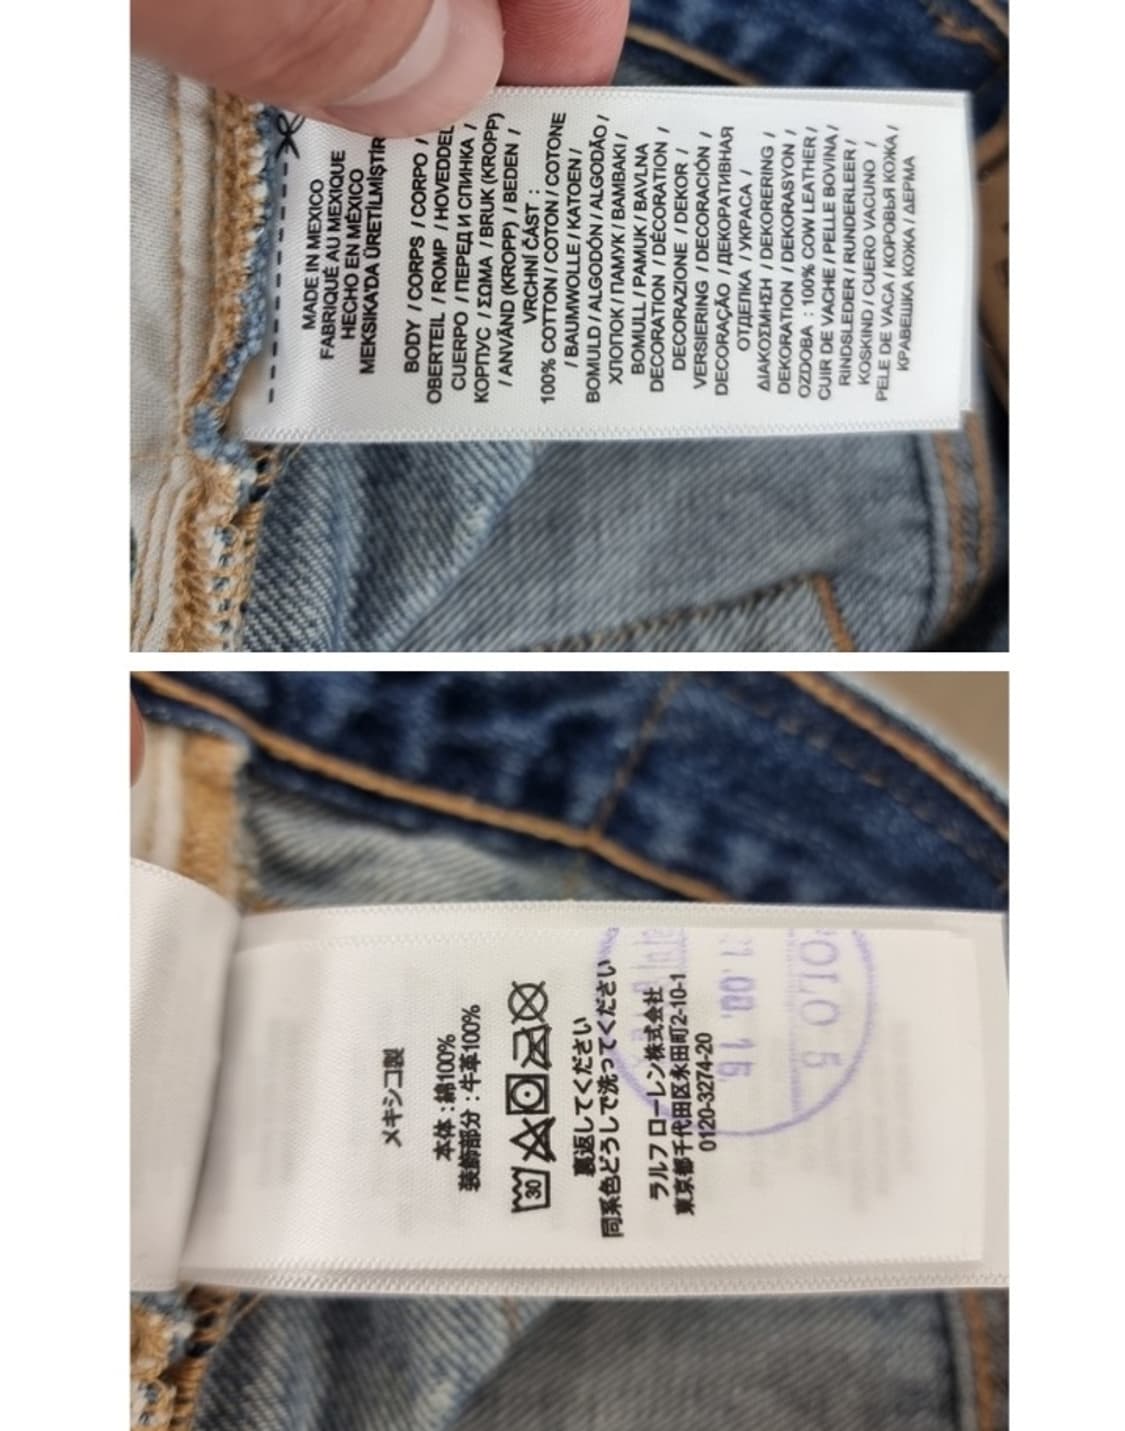 MADE IN MEXICO
FABRIQUÉ AU MEXIQUE
HECHO EN MÉXICO
MEKSIKA'DA ÜRETİLMİŞTİR
BODY / CORPS / CORPO /
OBERTEIL / ROMP / HOVEDDEL
CUERPO / ПЕРЕД И СПИНКА /
КОРПУС / ΣΩΜΑ / BRUK (KROPP)
/ ANVÄND (KROPP) / BEDEN /
VRCHNÍ ČÁST :
100% COTTON / COTON / COTONE
/ BAUMWOLLE / KATOEN /
BOMULD / ALGODÓN / ALGODÃO /
ХЛОПОК / ПАМУК / ΒΑΜΒΑΚΙ /
BOMULL / PAMUK / BAVLNA
DECORATION / DÉCORATION /
DECORAZIONE / DEKOR /
VERSIERING / DECORACIÓN /
DECORAÇÃO / ДЕКОРАТИВНАЯ
ОТДЕЛКА / УКРАСА /
ΔΙΑΚΟΣΜΗΣΗ / DEKORERING /
DEKORATION / DEKORASYON /
OZDOBA : 100% COW LEATHER /
CUIR DE VACHE / PELLE BOVINA /
RINDSLEDER / RUNDERLEER /
KOSKIND / CUERO VACUNO /
PELE DE VACA / КОРОВЬЯ КОЖА /
КРАВЕШКА КОЖА / ΔΕΡΜΑ
メキシコ製
本体 : 綿100%
装飾部分 : 牛革100%
30
裏返してください
同系色どうしで洗ってください
ラルフ ローレン株式会社
東京都千代田区永田町2-10-1
0120-3274-20